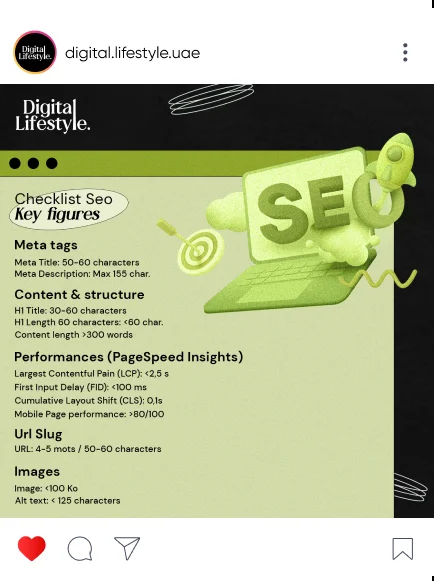 Digital
Lifestyle.
digital.lifestyle.uae
Digital
Lifestyle.
Checklist Seo
Key figures
SEO
Meta tags
Meta Title: 50-60 characters
Meta Description: Max 155 char.
Content & structure
H1 Title: 30-60 characters
H1 Length 60 characters: <60 char.
Content length >300 words
Performances (PageSpeed Insights)
Largest Contentful Pain (LCP): <2,5 s
First Input Delay (FID): <100 ms
Cumulative Layout Shift (CLS): 0,1s
Mobile Page performance: >80/100
Url Slug
URL: 4-5 mots / 50-60 characters
Images
Image: <100 Ko
Alt text: < 125 characters